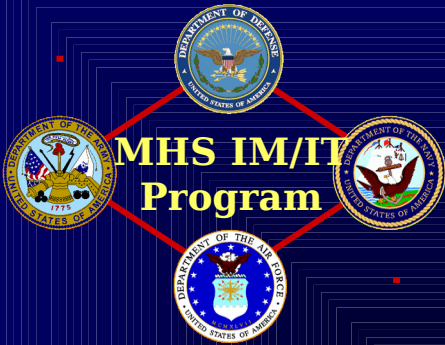 DEPARTMENT OF DEFENSE
UNITED STATES OF AMERICA
DEPARTMENT OF THE ARMY
UNITED STATES OF AMERICA
1775
MHS IM/IT
Program
DEPARTMENT OF THE NAVY
UNITED STATES OF AMERICA
DEPARTMENT OF THE AIR FORCE
MCMXLVII
UNITED STATES OF AMERICA